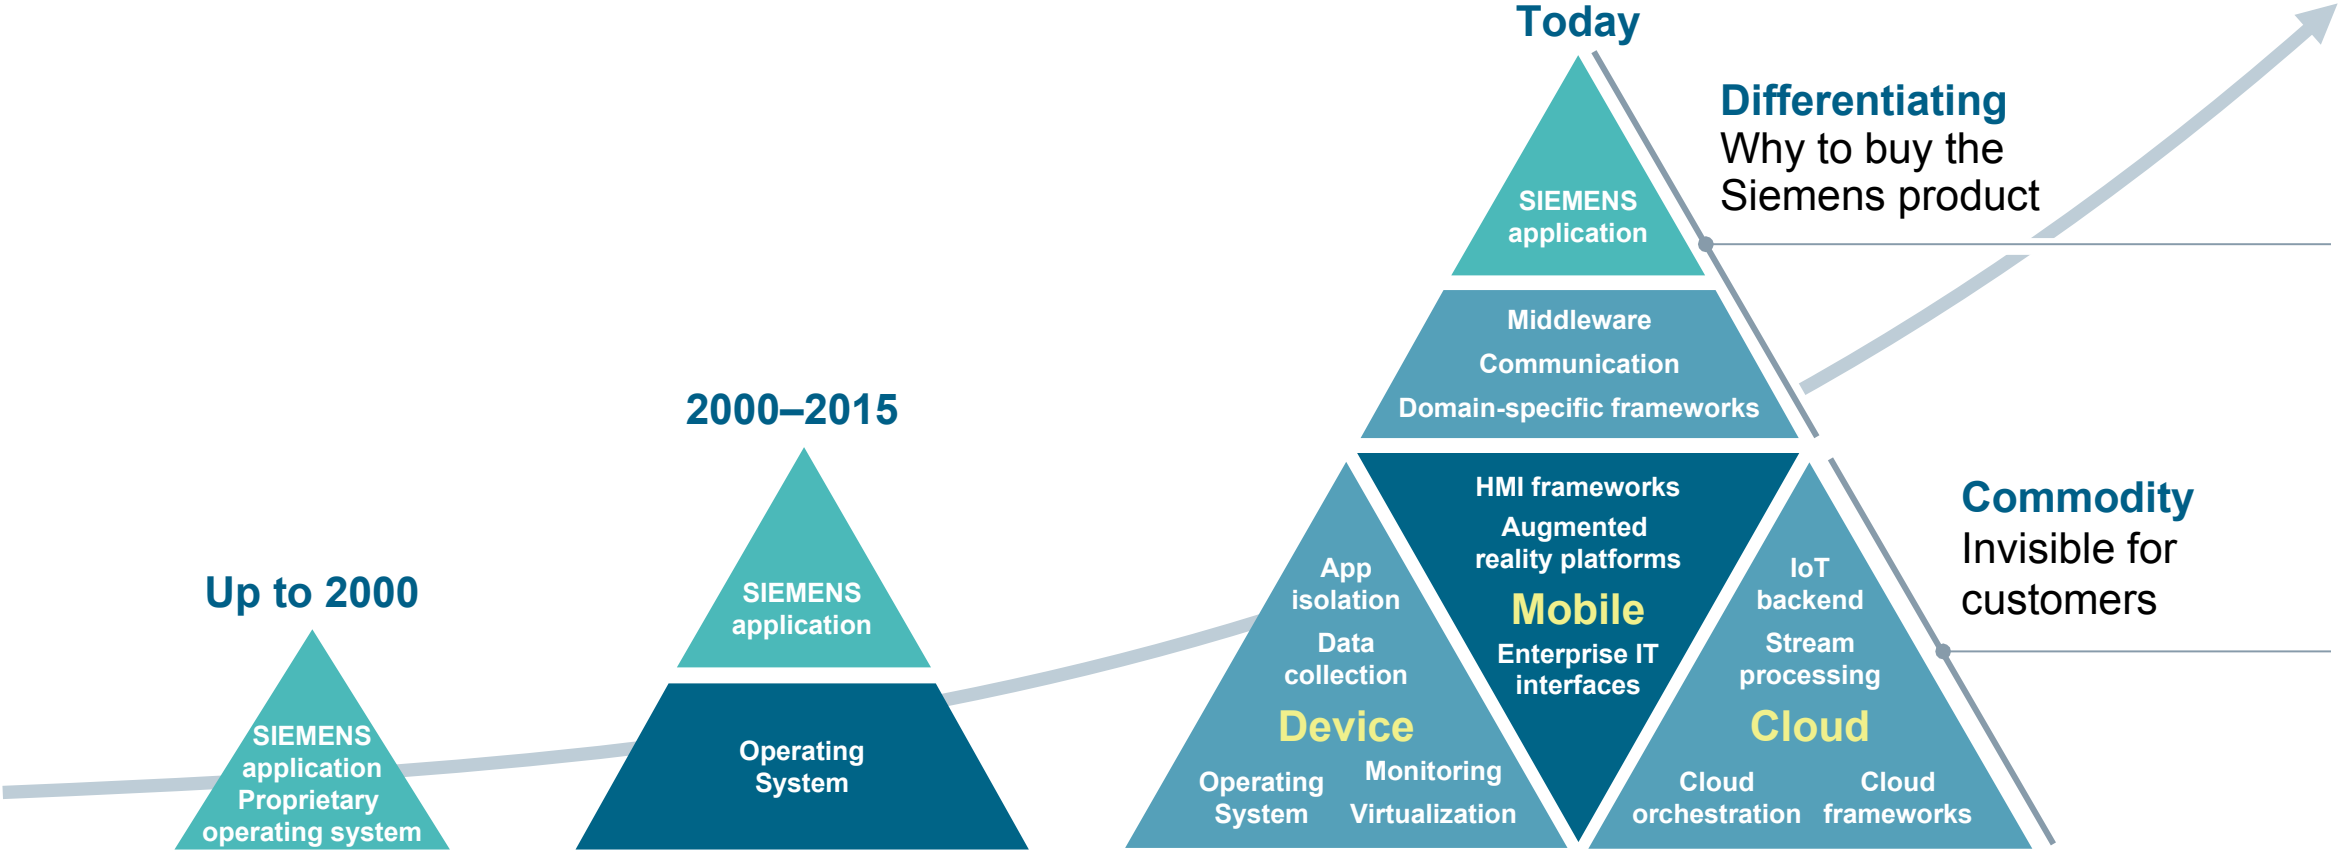 Up to 2000
SIEMENS
application
Proprietary
operating system
2000–2015
SIEMENS
application
Operating
System
Today
SIEMENS
application
Middleware
Communication
Domain-specific frameworks
HMI frameworks
Augmented
reality platforms
Mobile
Enterprise IT
interfaces
App
isolation
Data
collection
Device
Operating
System
Monitoring
Virtualization
IoT
backend
Stream
processing
Cloud
Cloud
orchestration
Cloud
frameworks
Differentiating
Why to buy the
Siemens product
Commodity
Invisible for
customers